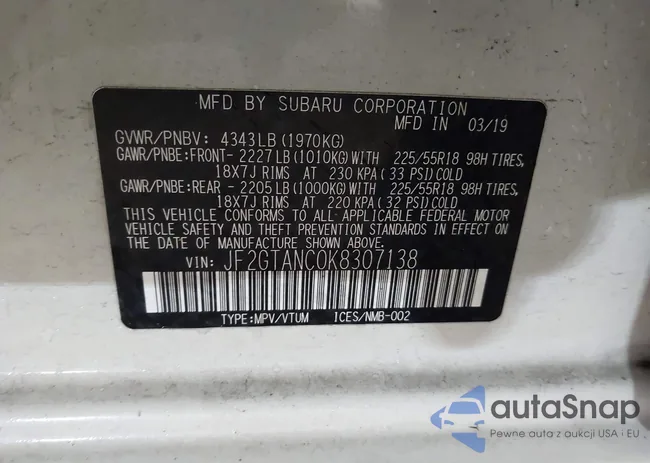 MFD BY SUBARU CORPORATION
MFD IN 03/19
GVWR/PNBV: 4343LB(1970KG)
GAWR/PNBE:FRONT- 2227LB(1010KG)WITH 225/55R18 98H TIRES,
18X7J RIMS AT 230 KPA(33 PSI)COLD
GAWR/PNBE:REAR - 2205LB(1000KG)WITH 225/55R18 98H TIRES,
18X7J RIMS AT 220 KPA(32 PSI)COLD
THIS VEHICLE CONFORMS TO ALL APPLICABLE FEDERAL MOTOR
VEHICLE SAFETY AND THEFT PREVENTION STANDARDS IN EFFECT ON
THE DATE OF MANUFACTURE SHOWN ABOVE.
VIN: JF2GTANC0K8307138
TYPE:MPV/VTUM ICES/NMB-002
autaSnap
Pewne auta z aukcji USA i EU